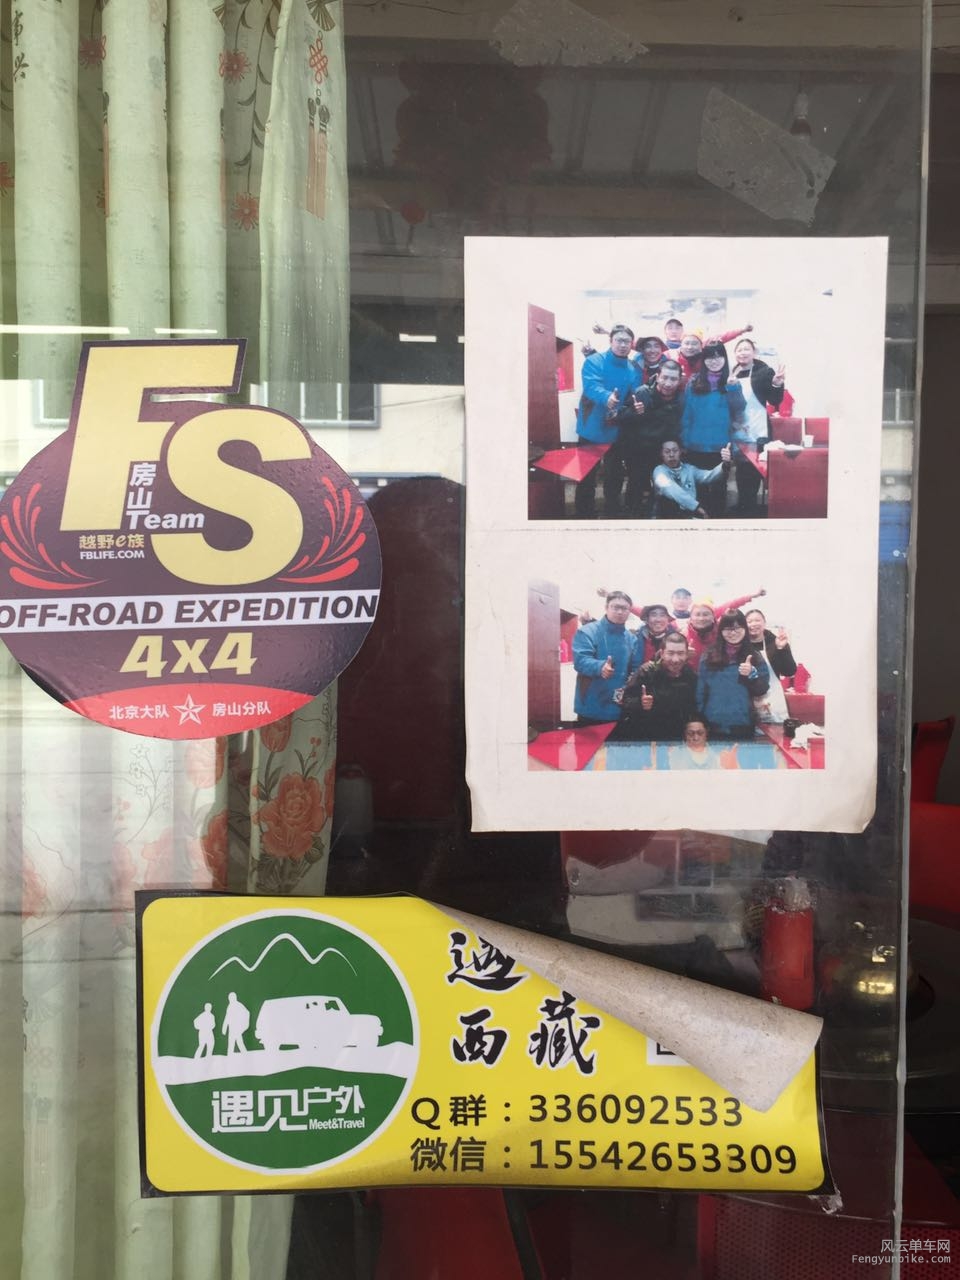 FS
房山
Team
越野e族
FBLIFE.COM
OFF-ROAD EXPEDITION
4x4
北京大队 房山分队
西藏
遇见户外
Meet&Travel
Q群：336092533
微信：15542653309
风云单车网
Fengyunbike.com